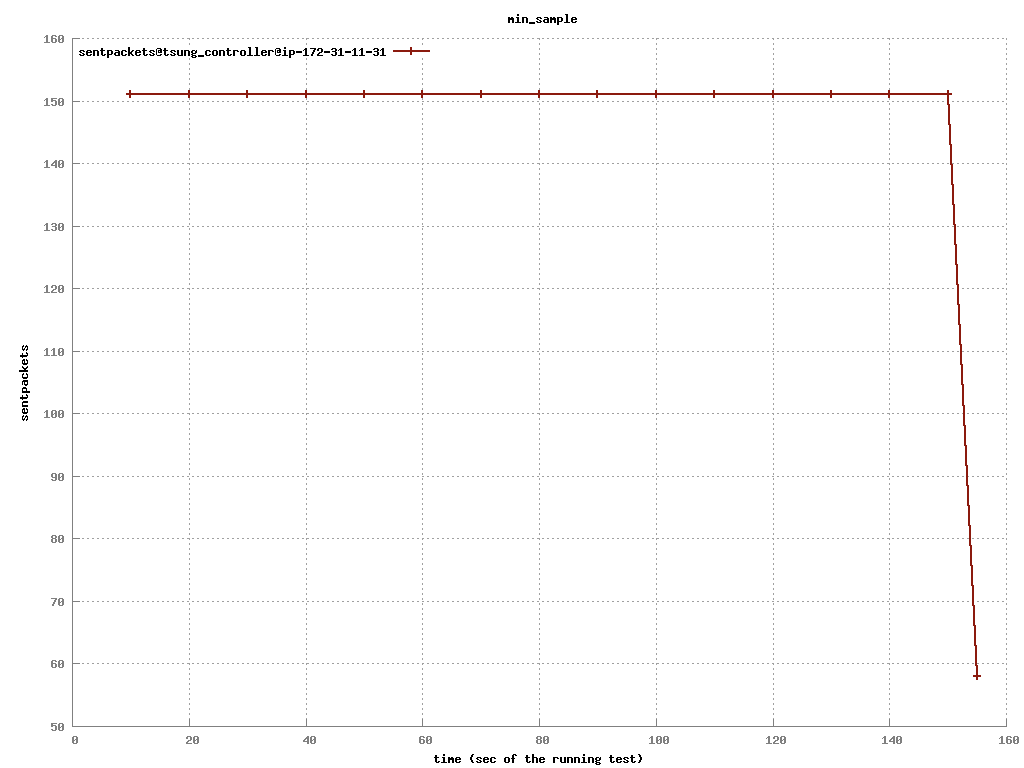 min_sample
160
sentpackets@tsung_controller@ip-172-31-11-31
150
140
130
120
110
sentpackets
100
90
80
70
60
50
0 20 40 60 80 100 120 140 160
time (sec of the running test)